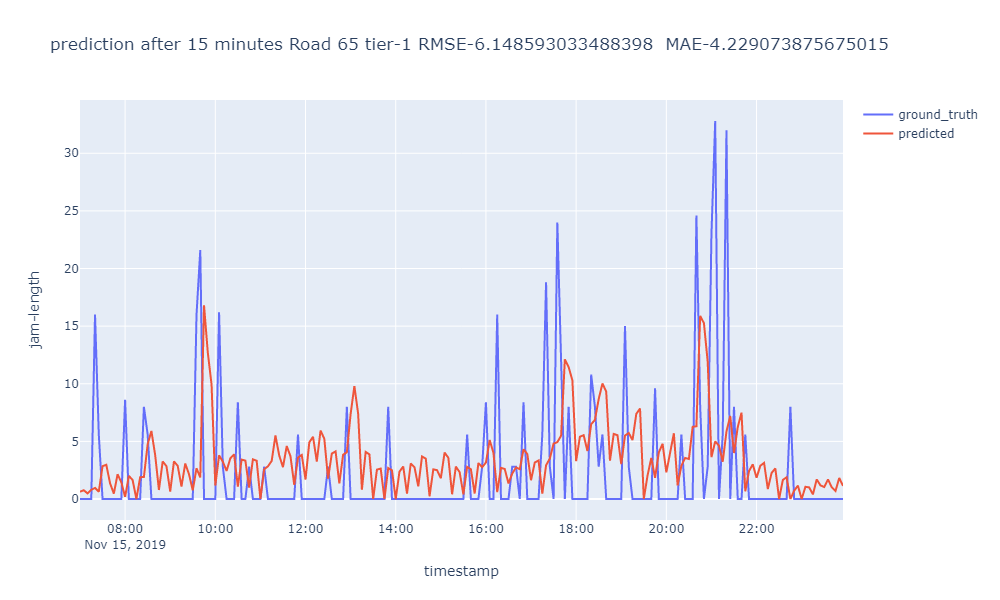 prediction after 15 minutes Road 65 tier-1 RMSE-6.148593033488398  MAE-4.229073875675015
ground_truth
predicted
30
25
20
15
10
5
0
jam-length
08:00 10:00 12:00 14:00 16:00 18:00 20:00 22:00
Nov 15, 2019
timestamp